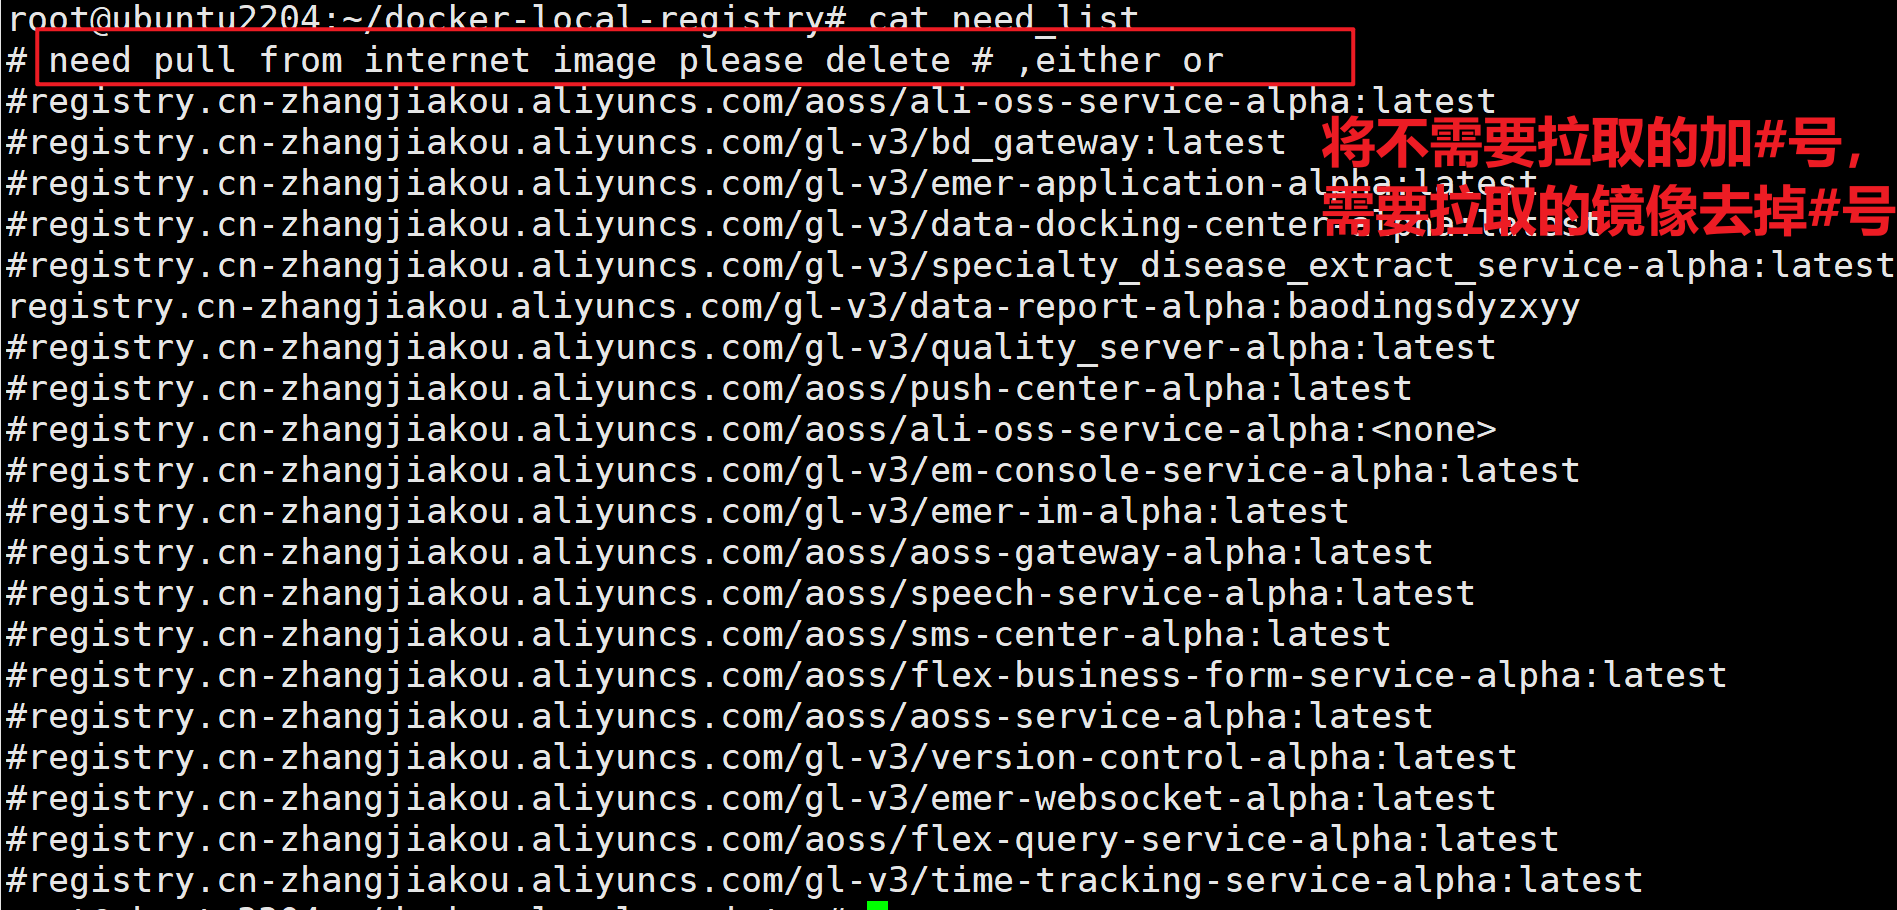 root@ubuntu2204:~/docker-local-registry# cat need_list
# need pull from internet image please delete # ,either or
#registry.cn-zhangjiakou.aliyuncs.com/aoss/ali-oss-service-alpha:latest
#registry.cn-zhangjiakou.aliyuncs.com/gl-v3/bd_gateway:latest
将不需要拉取的加#号,
#registry.cn-zhangjiakou.aliyuncs.com/gl-v3/emer-application-alpha:latest
需要拉取的镜像去掉#号
#registry.cn-zhangjiakou.aliyuncs.com/gl-v3/data-docking-center-alpha:latest
#registry.cn-zhangjiakou.aliyuncs.com/gl-v3/specialty_disease_extract_service-alpha:latest
registry.cn-zhangjiakou.aliyuncs.com/gl-v3/data-report-alpha:baodingsdyzxyy
#registry.cn-zhangjiakou.aliyuncs.com/gl-v3/quality_server-alpha:latest
#registry.cn-zhangjiakou.aliyuncs.com/aoss/push-center-alpha:latest
#registry.cn-zhangjiakou.aliyuncs.com/aoss/ali-oss-service-alpha:<none>
#registry.cn-zhangjiakou.aliyuncs.com/gl-v3/em-console-service-alpha:latest
#registry.cn-zhangjiakou.aliyuncs.com/gl-v3/emer-im-alpha:latest
#registry.cn-zhangjiakou.aliyuncs.com/aoss/aoss-gateway-alpha:latest
#registry.cn-zhangjiakou.aliyuncs.com/aoss/speech-service-alpha:latest
#registry.cn-zhangjiakou.aliyuncs.com/aoss/sms-center-alpha:latest
#registry.cn-zhangjiakou.aliyuncs.com/aoss/flex-business-form-service-alpha:latest
#registry.cn-zhangjiakou.aliyuncs.com/aoss/aoss-service-alpha:latest
#registry.cn-zhangjiakou.aliyuncs.com/gl-v3/version-control-alpha:latest
#registry.cn-zhangjiakou.aliyuncs.com/gl-v3/emer-websocket-alpha:latest
#registry.cn-zhangjiakou.aliyuncs.com/aoss/flex-query-service-alpha:latest
#registry.cn-zhangjiakou.aliyuncs.com/gl-v3/time-tracking-service-alpha:latest